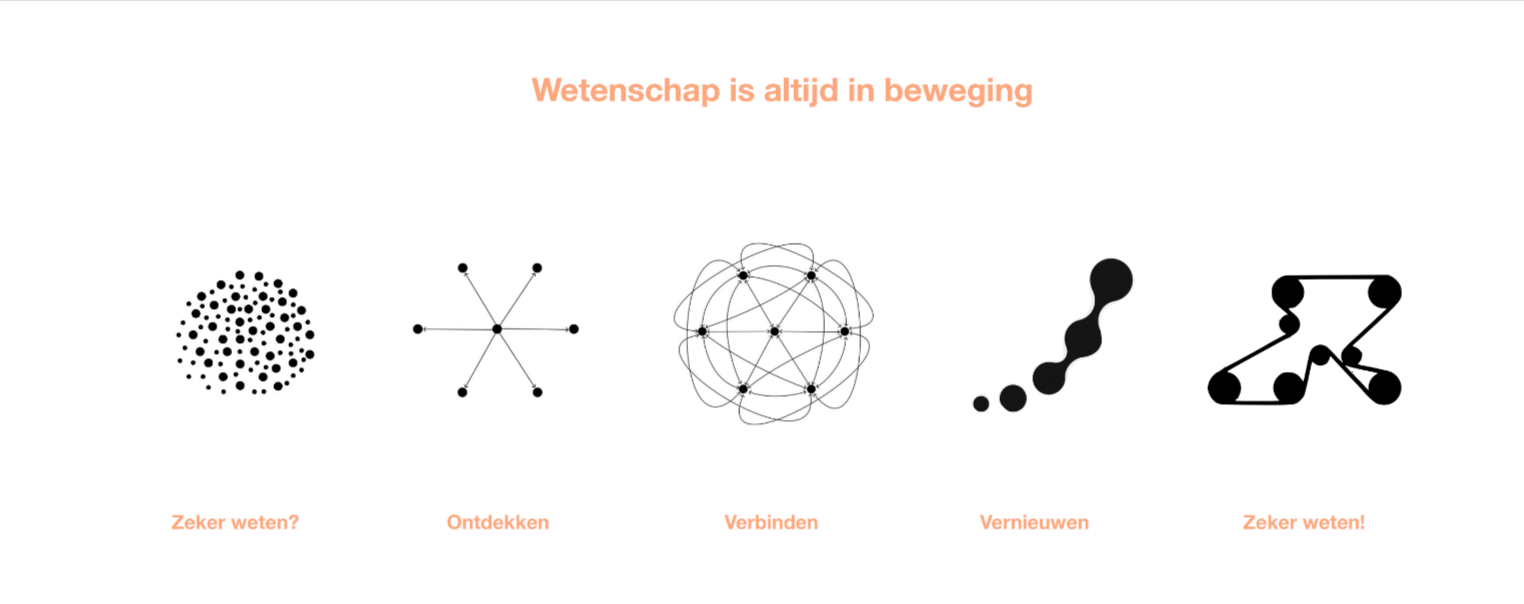 Wetenschap is altijd in beweging
Zeker weten?
Ontdekken
Verbinden
Vernieuwen
Zeker weten!